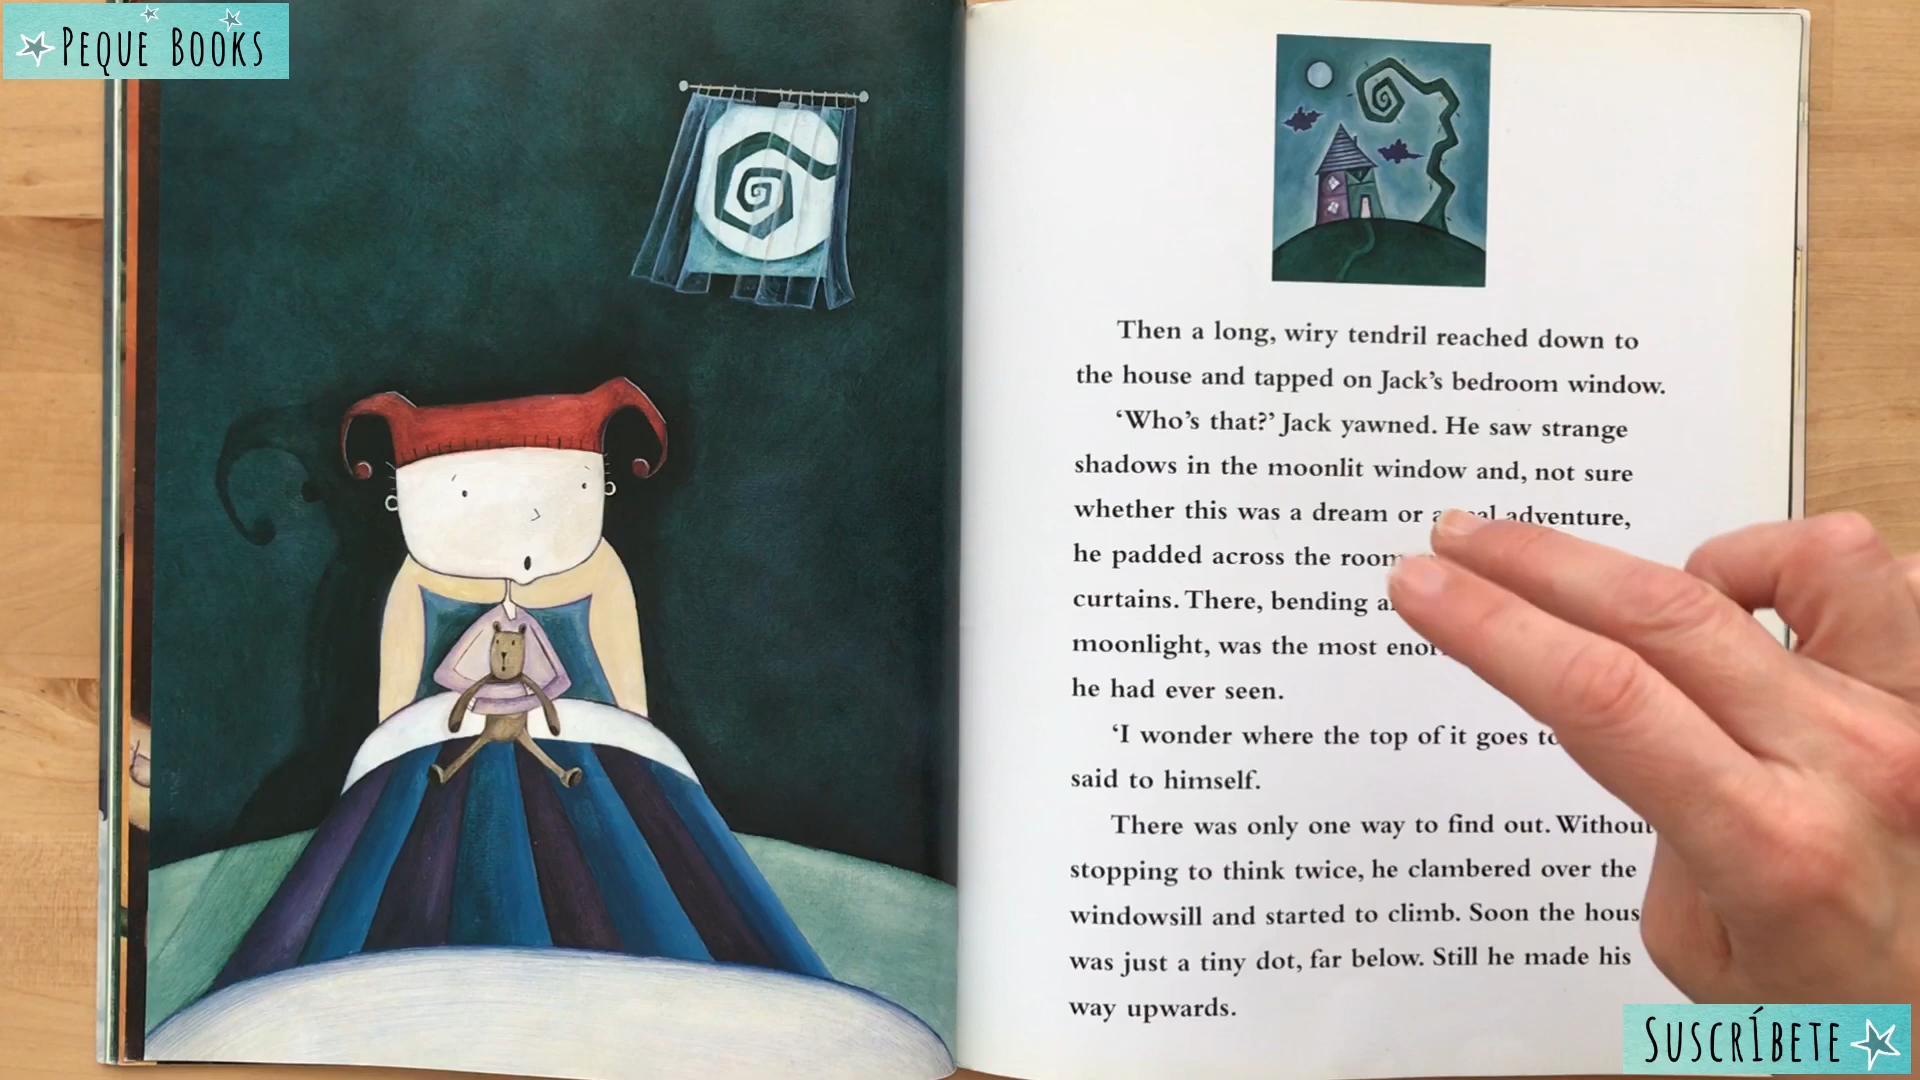 Peque Books
Then a long, wiry tendril reached down to
the house and tapped on Jack's bedroom window.
'Who's that?' Jack yawned. He saw strange
shadows in the moonlit window and, not sure
whether this was a dream or adventure,
he padded across the room
curtains. There, bending
moonlight, was the most
he had ever seen.
'I wonder where the top of it goes
said to himself.
There was only one way to find out. Without
stopping to think twice, he clambered over the
windowsill and started to climb. Soon the
was just a tiny dot, far below. Still he made his
way upwards.
Suscríbete